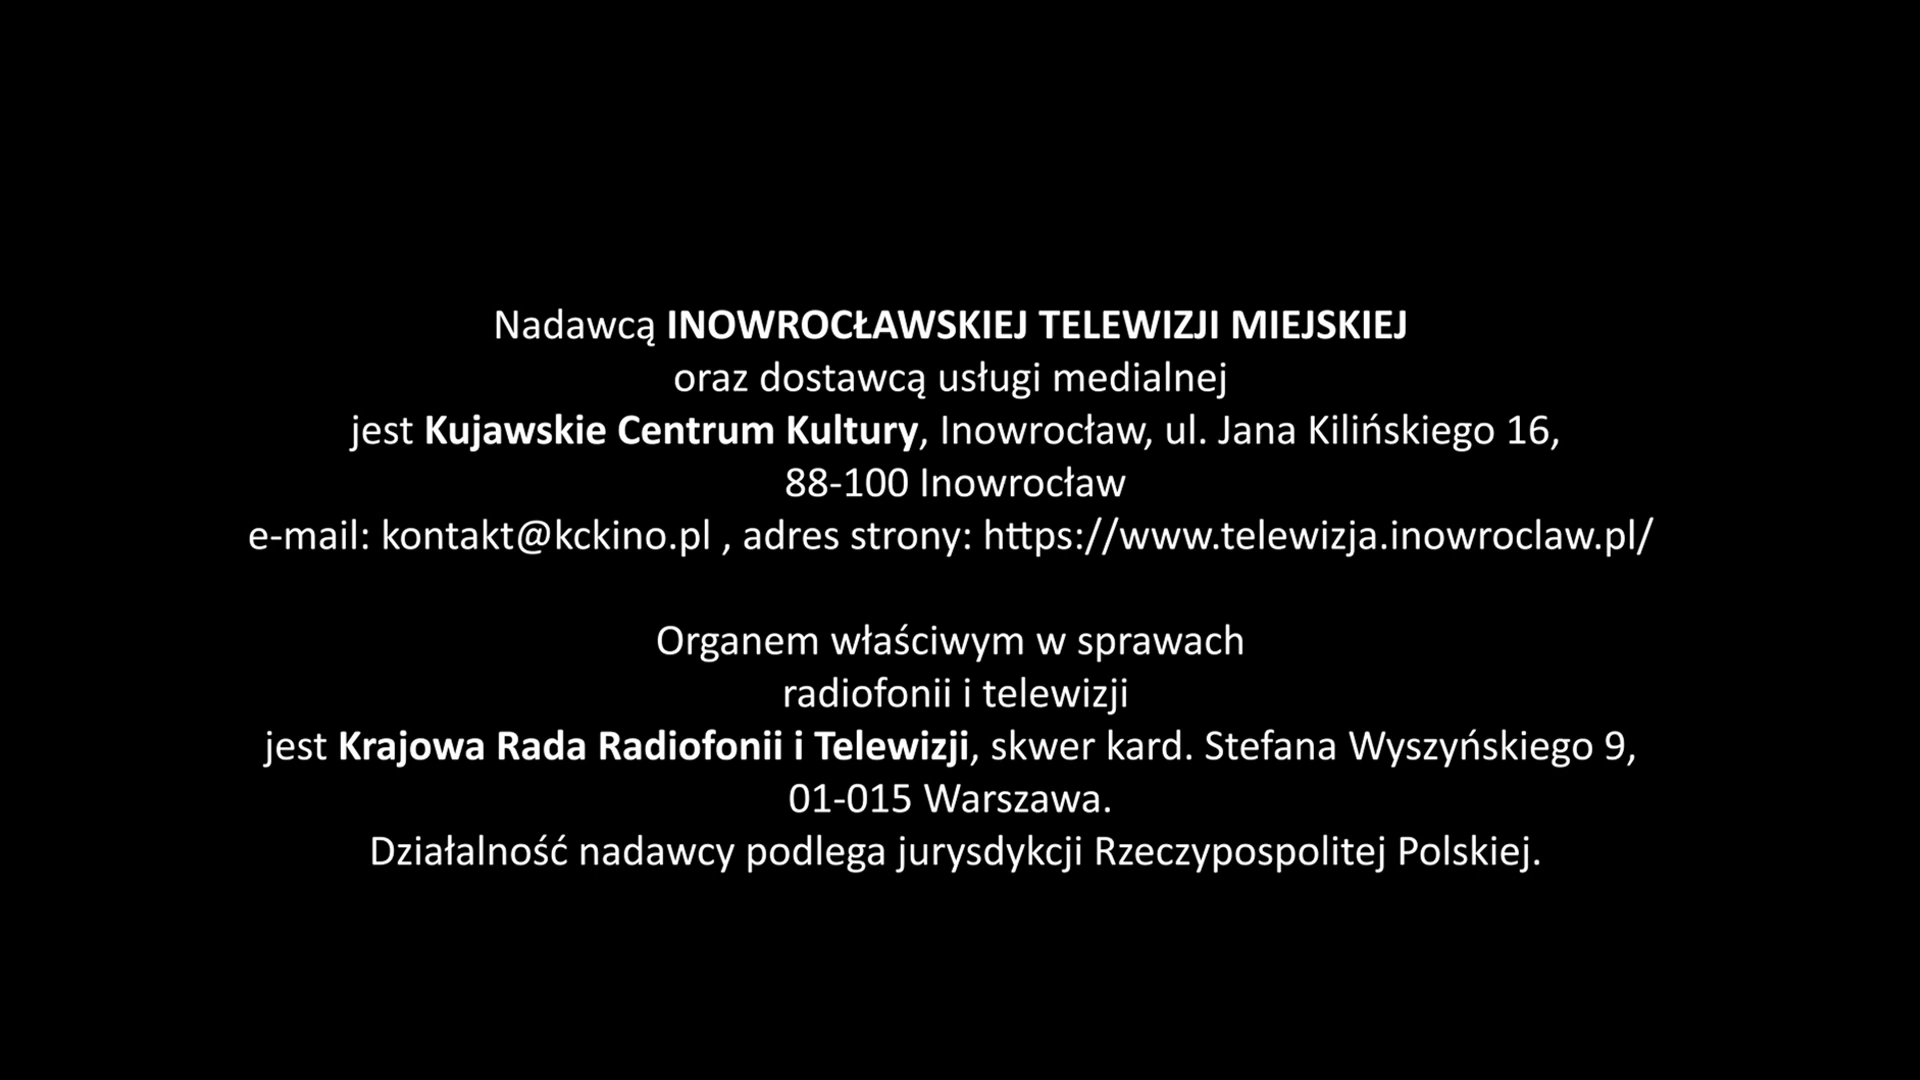 Nadawcą INOWROCŁAWSKIEJ TELEWIZJI MIEJSKIEJ
oraz dostawcą usługi medialnej
jest Kujawskie Centrum Kultury, Inowrocław, ul. Jana Kilińskiego 16,
88-100 Inowrocław
e-mail: kontakt@kckino.pl , adres strony: https://www.telewizja.inowroclaw.pl/
Organem właściwym w sprawach
radiofonii i telewizji
jest Krajowa Rada Radiofonii i Telewizji, skwer kard. Stefana Wyszyńskiego 9,
01-015 Warszawa.
Działalność nadawcy podlega jurysdykcji Rzeczypospolitej Polskiej.